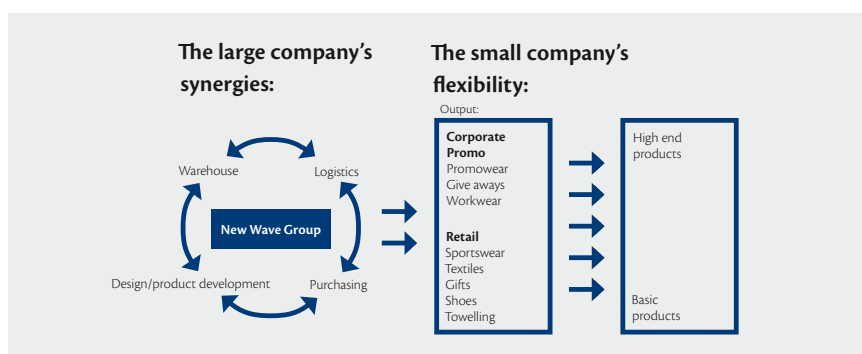 The large company's
synergies:
Warehouse
Logistics
New Wave Group
Design/product development
Purchasing
The small company's
flexibility:
Output:
Corporate
Promo
Promowear
Give aways
Workwear
Retail
Sportswear
Textiles
Gifts
Shoes
Towelling
High end
products
Basic
products